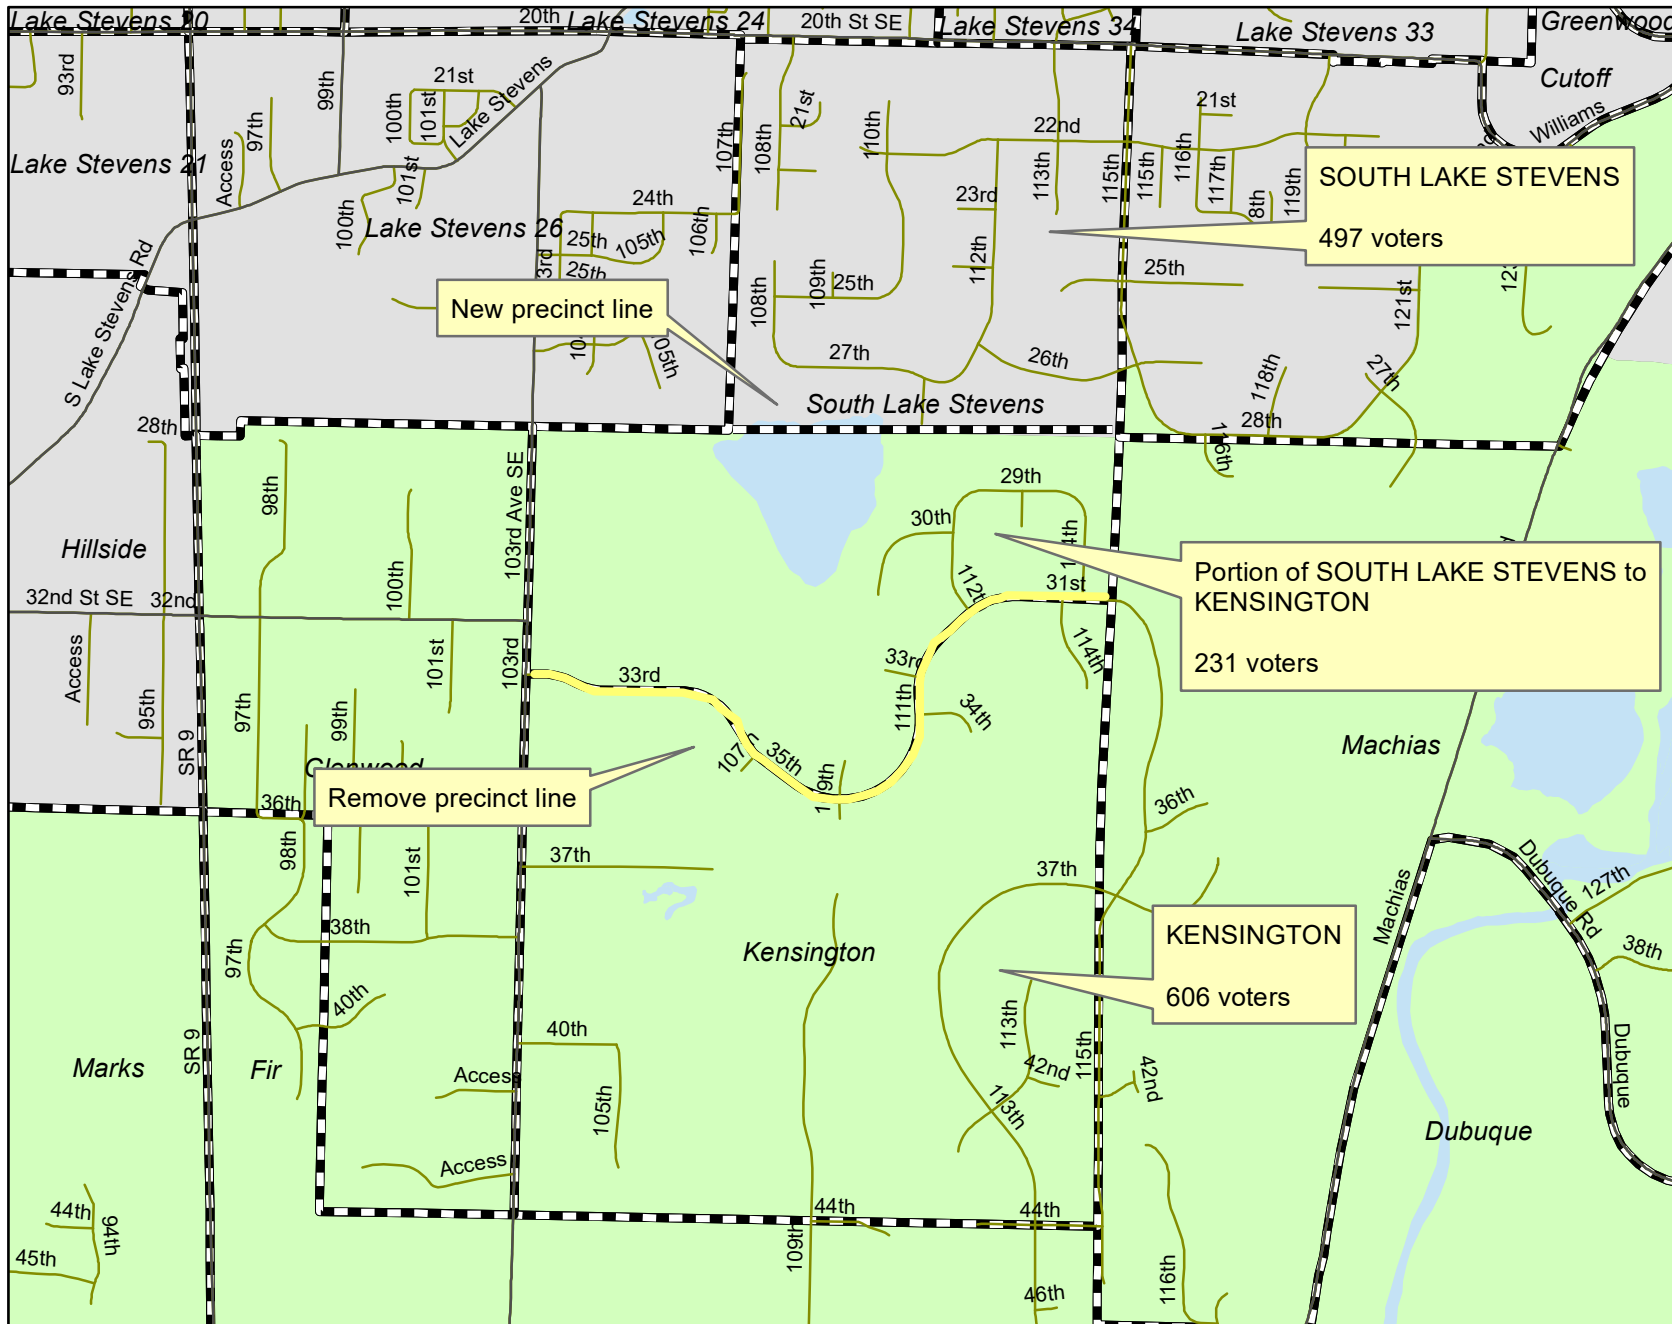 Lake Stevens 20
20th
Lake Stevens 24
20th St SE
Lake Stevens 34
Lake Stevens 33
Greenwood
Cutoff
Williams
93rd
99th
21st
100th
101st
Lake Stevens
97th
Access
Lake Stevens 21
101st
100th
Lake Stevens 26
24th
25th
105th
106th
107th
108th
21st
110th
22nd
113th
115th
115th
116th
21st
117th
8th
119th
23rd
112th
SOUTH LAKE STEVENS
497 voters
3rd
25th
New precinct line
105th
108th
109th
25th
25th
121st
S Lake Stevens Rd
27th
26th
118th
27th
South Lake Stevens
28th
28th
116th
98th
103rd Ave SE
29th
30th
Hillside
100th
112th
31st
Portion of SOUTH LAKE STEVENS to
KENSINGTON
231 voters
32nd St SE
32nd
Access
101st
103rd
114th
33rd
33rd
111th
34th
95th
97th
99th
SR 9
107
35th
Machias
Glenwood
Remove precinct line
36th
36th
98th
101st
37th
37th
Dubuque Rd
127th
Machias
38th
97th
Kensington
KENSINGTON
606 voters
38th
40th
113th
40th
SR 9
Marks
Fir
Access
105th
42nd
115th
42nd
113th
Dubuque
Dubuque
Access
44th
94th
44th
44th
45th
109th
116th
46th